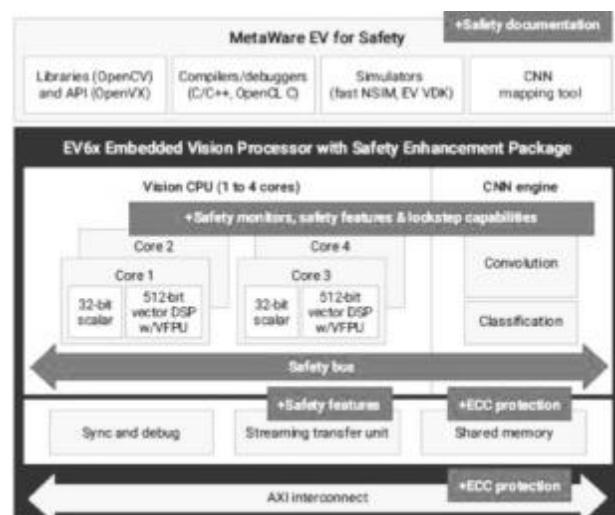 +Safety documentation
MetaWare EV for Safety
Libraries (OpenCV)
and API (OpenVX)
Compilers/debuggers
(C/C++, OpenCL C)
Simulators
(fast NSIM, EV VDK)
CNN
mapping tool
EV6x Embedded Vision Processor with Safety Enhancement Package
Vision CPU (1 to 4 cores)
CNN engine
+Safety monitors, safety features & lockstep capabilities
Core 2
Core 4
Core 1
Core 3
32-bit
scalar
512-bit
vector DSP
w/VFPU
32-bit
scalar
512-bit
vector DSP
w/VFPU
Convolution
Classification
Safety bus
+Safety features
+ECC protection
Sync and debug
Streaming transfer unit
Shared memory
+ECC protection
AXI interconnect